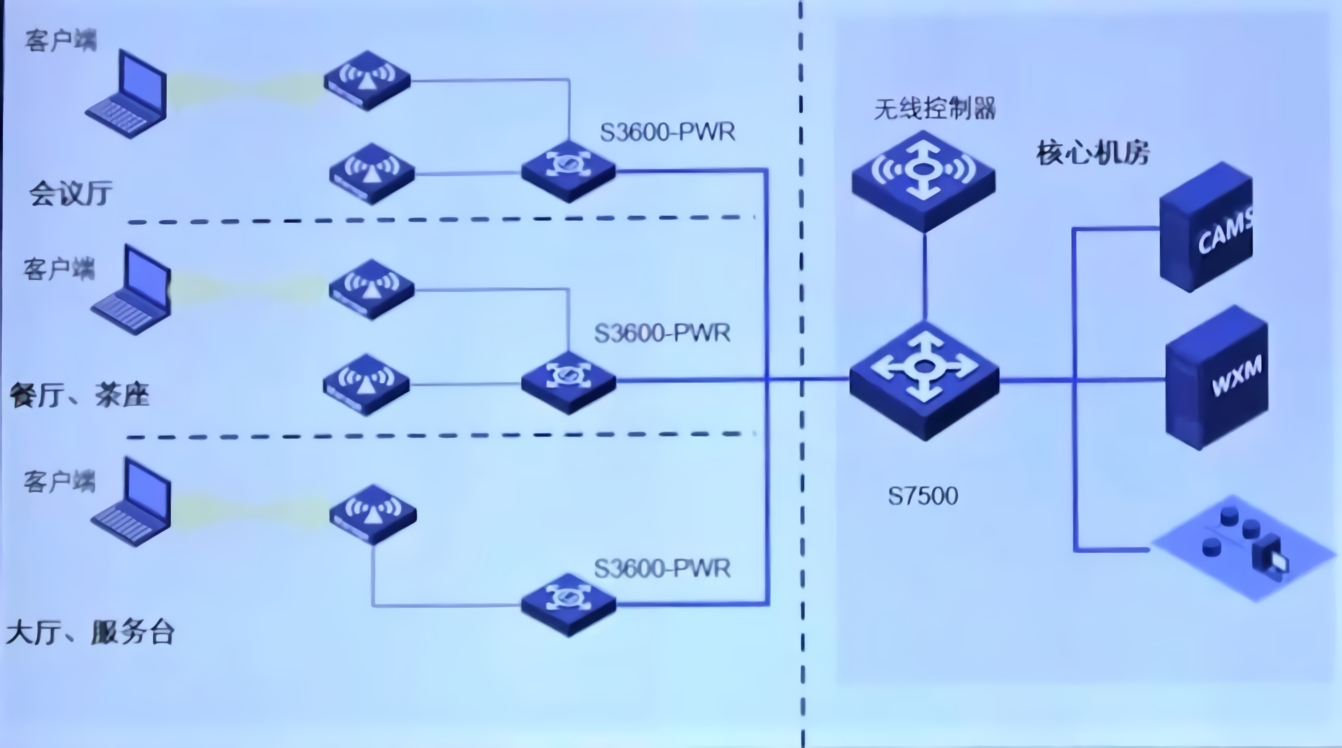 客户端
S3600-PWR
会议厅
客户端
S3600-PWR
餐厅、茶座
客户端
S3600-PWR
大厅、服务台
无线控制器
核心机房
CAMS
WXM
S7500